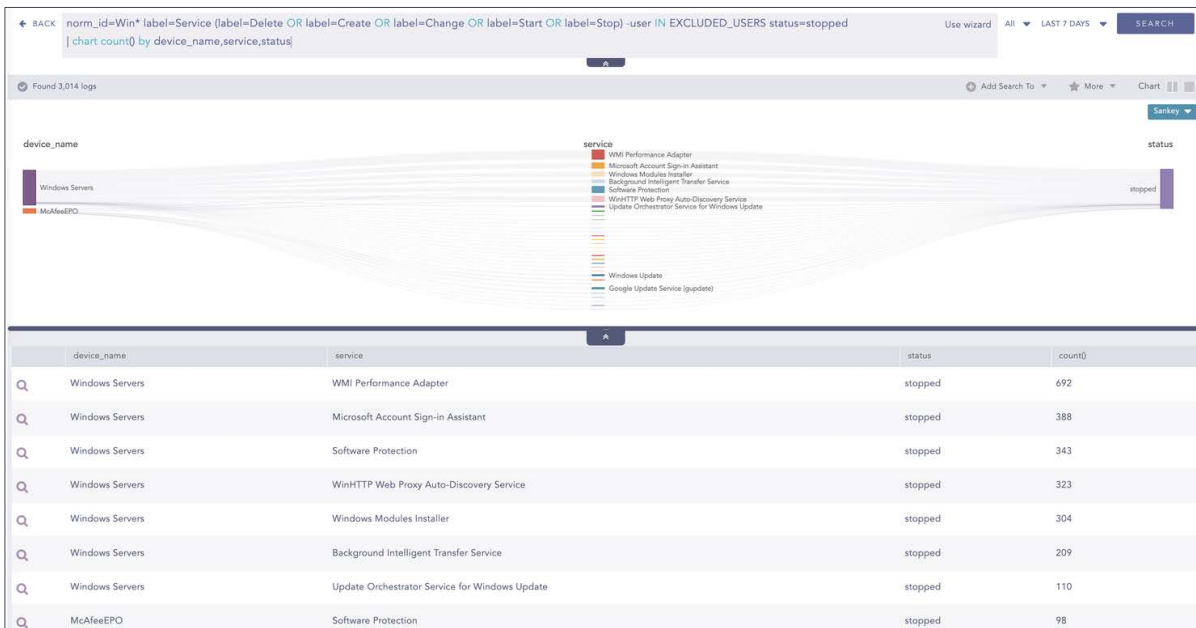 BACK
norm_id=Win* label=Service (label=Delete OR label=Create OR label=Change OR label=Start OR label=Stop) -user IN EXCLUDED_USERS status=stopped
| chart count() by device_name,service,status
Use wizard All LAST 7 DAYS SEARCH
Found 3,014 logs
Add Search To More Chart
Sankey
device_name service status
WMI Performance Adapter
Microsoft Account Sign-in Assistant
Windows Modules Installer
Background Intelligent Transfer Service
Windows Servers Software Protection stopped
WinHTTP Web Proxy Auto-Discovery Service
McAfeeEPO Update Orchestrator Service for Windows Update
Windows Update
Google Update Service (gupdate)
device_name service status count()
Windows Servers WMI Performance Adapter stopped 692
Windows Servers Microsoft Account Sign-in Assistant stopped 388
Windows Servers Software Protection stopped 343
Windows Servers WinHTTP Web Proxy Auto-Discovery Service stopped 323
Windows Servers Windows Modules Installer stopped 304
Windows Servers Background Intelligent Transfer Service stopped 209
Windows Servers Update Orchestrator Service for Windows Update stopped 110
McAfeeEPO Software Protection stopped 98